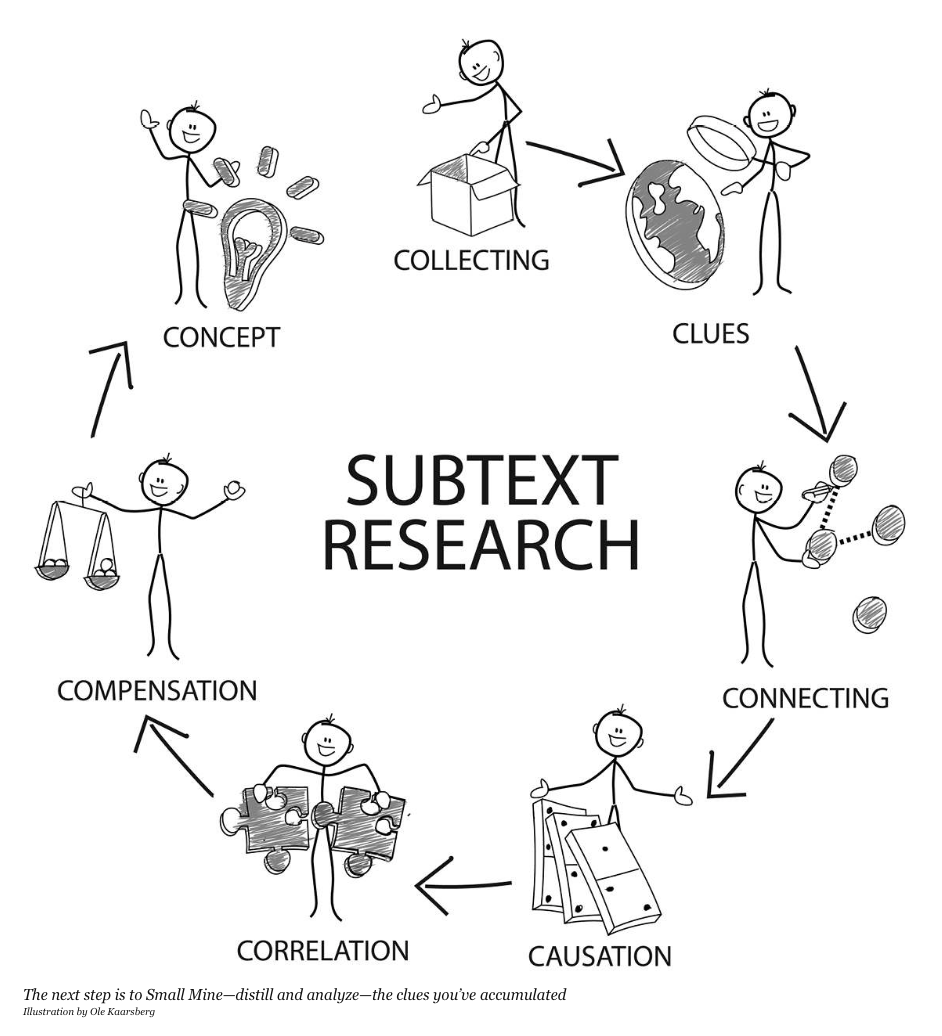 COLLECTING
CLUES
CONCEPT
SUBTEXT
RESEARCH
CONNECTING
COMPENSATION
CAUSATION
CORRELATION
The next step is to Small Mine—distill and analyze—the clues you’ve accumulated
Illustration by Ole Kaarsberg